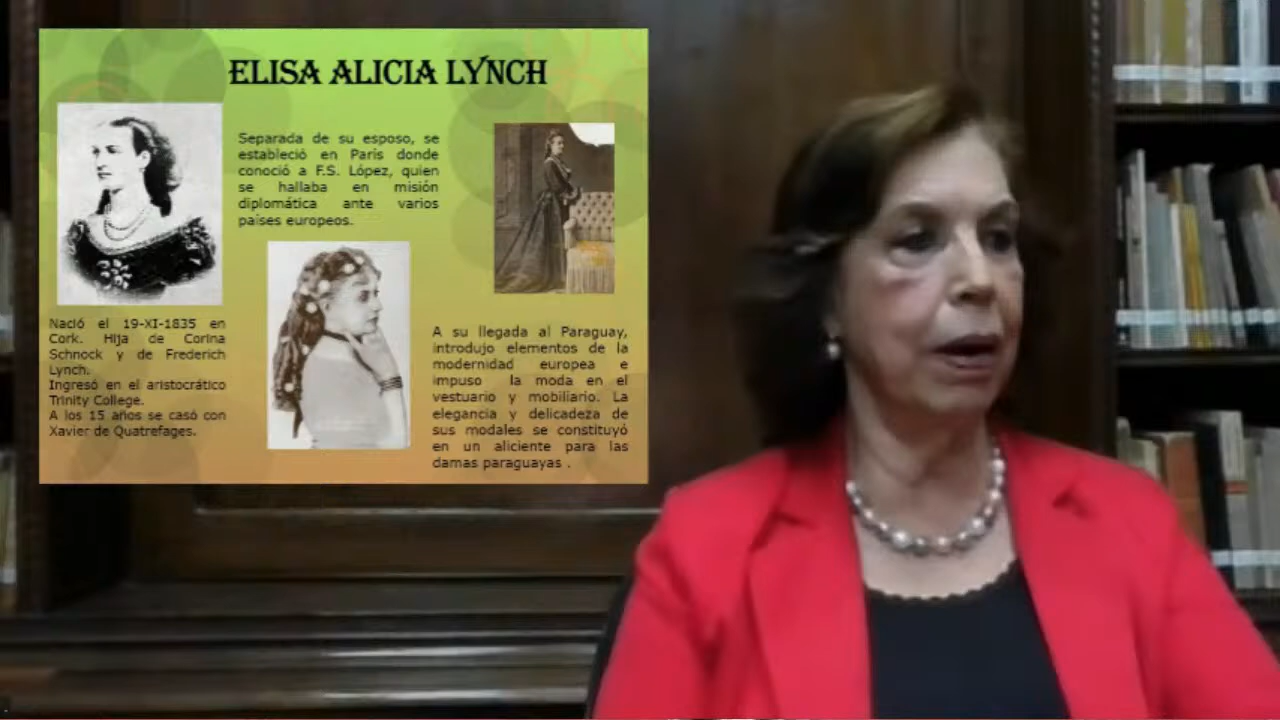 ELISA ALICIA LYNCH
Separada de su esposo, se
estableció en París donde
conoció a F.S. López, quien
se hallaba en misión
diplomática ante varios
países europeos.
Nació el 19-XI-1835 en
Cork. Hija de Corina
Schnock y de Frederich
Lynch.
Ingresó en el aristocrático
Trinity College.
A los 15 años se casó con
Xavier de Quatrefages.
A su llegada al Paraguay,
introdujo elementos de la
modernidad europea e
impuso la moda en el
vestuario y mobiliario. La
elegancia y delicadeza de
sus modales se constituyó
en un aliciente para las
damas paraguayas .